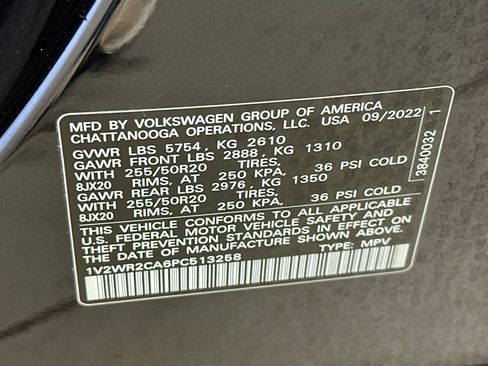 MFD BY VOLKSWAGEN GROUP OF AMERICA
CHATTANOOGA OPERATIONS, LLC. USA 09/2022
GVWR LBS 5754, KG 2610
GAWR FRONT LBS 2888, KG 1310
WITH 255/50R20 TIRES,
8JX20 RIMS, AT 250 KPA, 36 PSI COLD
GAWR REAR LBS 2976, KG 1350
WITH 255/50R20 TIRES,
8JX20 RIMS, AT 250 KPA, 36 PSI COLD
THIS VEHICLE CONFORMS TO ALL APPLICABLE
U.S. FEDERAL MOTOR VEHICLE SAFETY AND
THEFT PREVENTION STANDARDS IN EFFECT ON THE
DATE OF MANUFACTURE SHOWN ABOVE.
1V2WR2CA6PC513258 TYPE: MPV
3840032 1